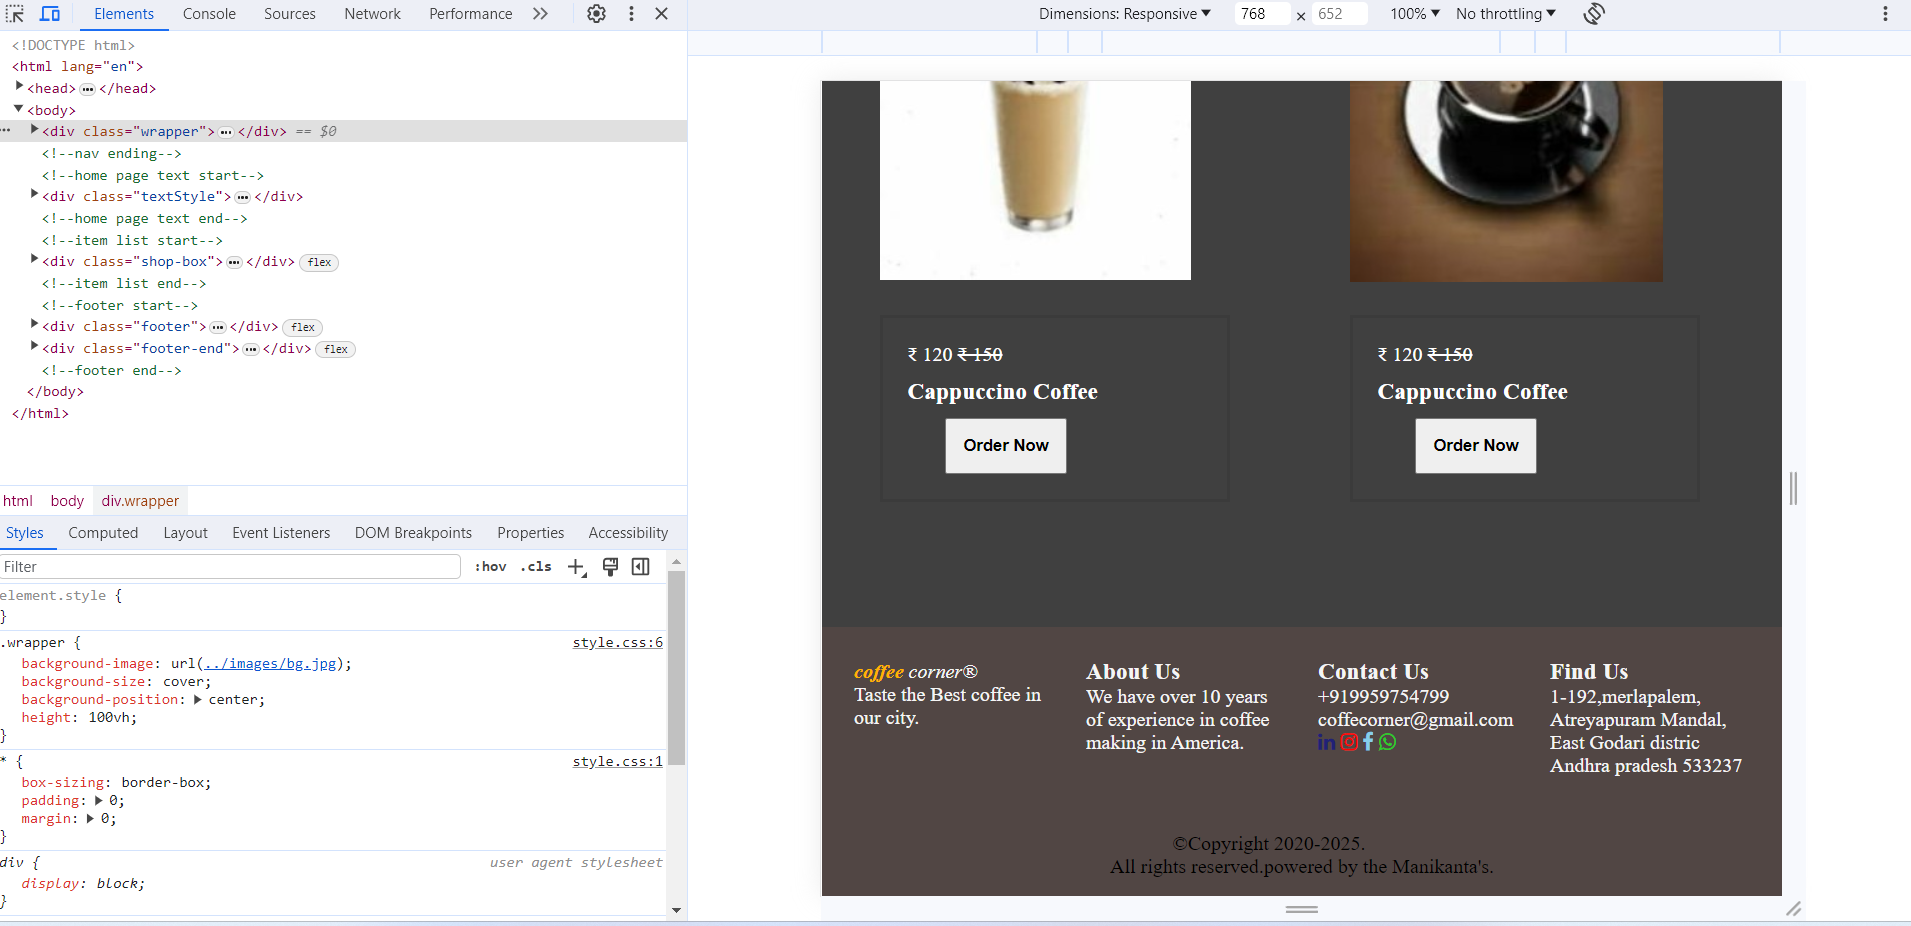 Elements Console Sources Network Performance
Dimensions: Responsive 768 × 652 100% No throttling
<!DOCTYPE html>
<html lang="en">
<head> </head>
<body>
<div class="wrapper"> </div> == $0
<!--nav ending-->
<!--home page text start-->
<div class="textStyle"> </div>
<!--home page text end-->
<!--item list start-->
<div class="shop-box"> </div> flex
<!--item list end-->
<!--footer start-->
<div class="footer"> </div> flex
<div class="footer-end"> </div> flex
<!--footer end-->
</body>
</html>
html body div.wrapper
Styles Computed Layout Event Listeners DOM Breakpoints Properties Accessibility
Filter :hov .cls
element.style {
}
.wrapper { style.css:6
background-image: url(../images/bg.jpg);
background-size: cover;
background-position: center;
height: 100vh;
}
* { style.css:1
box-sizing: border-box;
padding: 0;
margin: 0;
}
div { user agent stylesheet
display: block;
}
₹ 120 ₹ 150
Cappuccino Coffee
Order Now
₹ 120 ₹ 150
Cappuccino Coffee
Order Now
coffee corner®
Taste the Best coffee in
our city.
About Us
We have over 10 years
of experience in coffee
making in America.
Contact Us
+919959754799
coffecorner@gmail.com
Find Us
1-192,merlapalem,
Atreyapuram Mandal,
East Godari distric
Andhra pradesh 533237
©Copyright 2020-2025.
All rights reserved.powered by the Manikanta's.